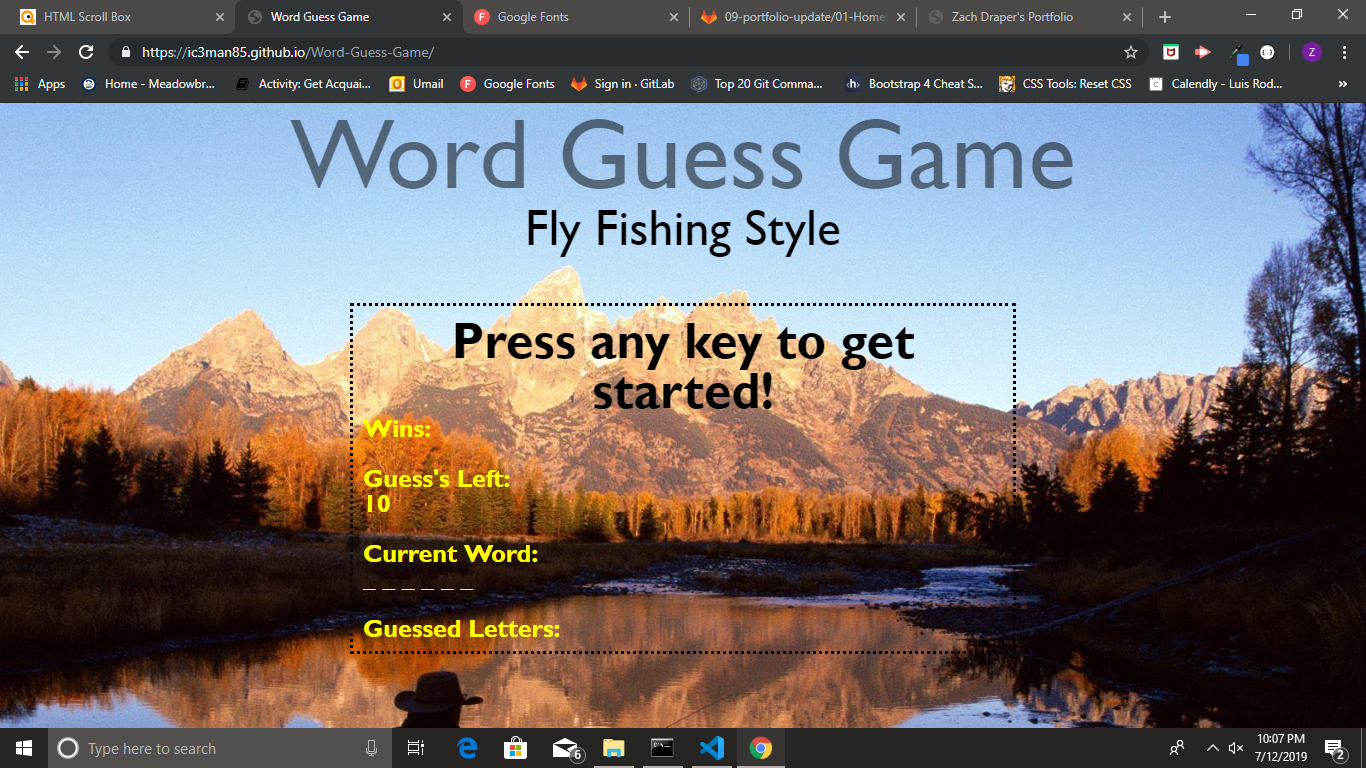 HTML Scroll Box
Word Guess Game
Google Fonts
09-portfolio-update/01-Home
Zach Draper's Portfolio
https://ic3man85.github.io/Word-Guess-Game/
Z
Apps
Home - Meadowbr...
Activity: Get Acquai...
Umail
F
Google Fonts
Sign in · GitLab
Top 20 Git Comma...
Bootstrap 4 Cheat S...
CSS Tools: Reset CSS
Calendly - Luis Rod...
»
Word Guess Game
Fly Fishing Style
Press any key to get
started!
Wins:
Guess's Left:
10
Current Word:
_ _ _ _ _ _
Guessed Letters:
Type here to search
6
10:07 PM
7/12/2019
2